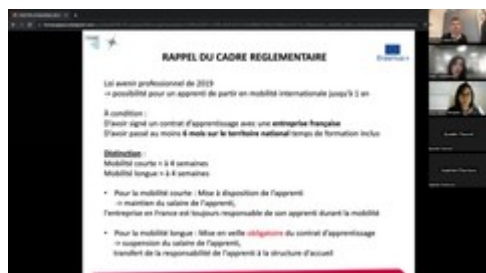 RAPPEL DU CADRE REGLEMENTAIRE
Erasmus+
Loi avenir professionnel de 2019
-> possibilité pour un apprenti de partir en mobilité internationale jusqu'à 1 an
À condition :
D'avoir signé un contrat d'apprentissage avec une entreprise française
D'avoir passé au moins 6 mois sur le territoire national temps de formation inclus
Distinction :
Mobilité courte = à 4 semaines
Mobilité longue > à 4 semaines
• Pour la mobilité courte : Mise à disposition de l'apprenti
-> maintien du salaire de l'apprenti,
l'entreprise en France est toujours responsable de son apprenti durant la mobilité
• Pour la mobilité longue : Mise en veille obligatoire du contrat d'apprentissage
-> suspension du salaire de l'apprenti,
transfert de la responsabilité de l'apprenti à la structure d'accueil